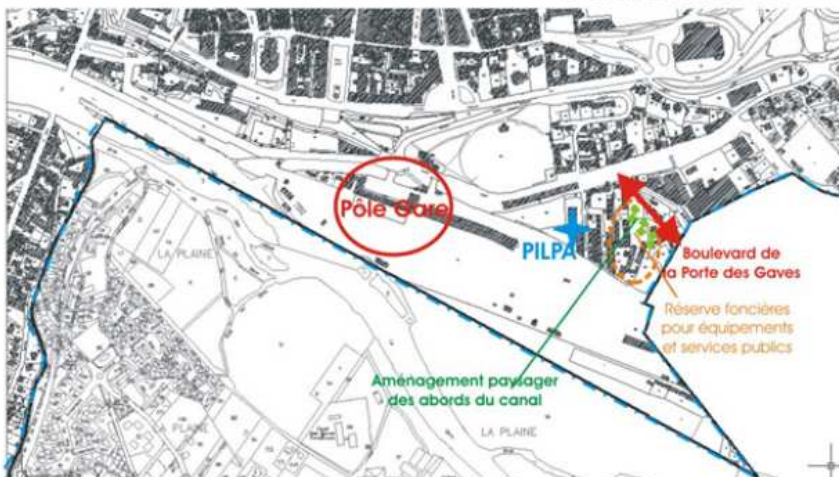 Pôle Gare
PILPA
Boulevard de
la Porte des Gaves
Réserve foncières
pour équipements
et services publics
Aménagement paysager
des abords du canal
LA PLAINE
LA PLAINE